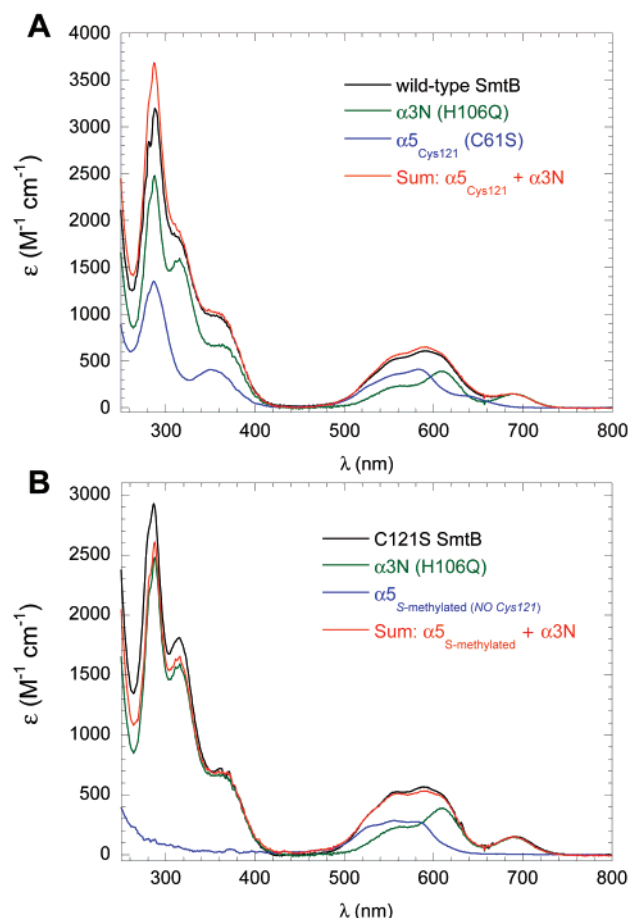 A
4000
3500
3000
2500
2000
1500
1000
500
0
ε (M⁻¹ cm⁻¹)
wild-type SmtB
α3N (H106Q)
α5Cys121 (C61S)
Sum: α5Cys121 + α3N
300 400 500 600 700 800
λ (nm)
B
3000
2500
2000
1500
1000
500
0
ε (M⁻¹ cm⁻¹)
C121S SmtB
α3N (H106Q)
α5S-methylated (NO Cys121)
Sum: α5S-methylated + α3N
300 400 500 600 700 800
λ (nm)